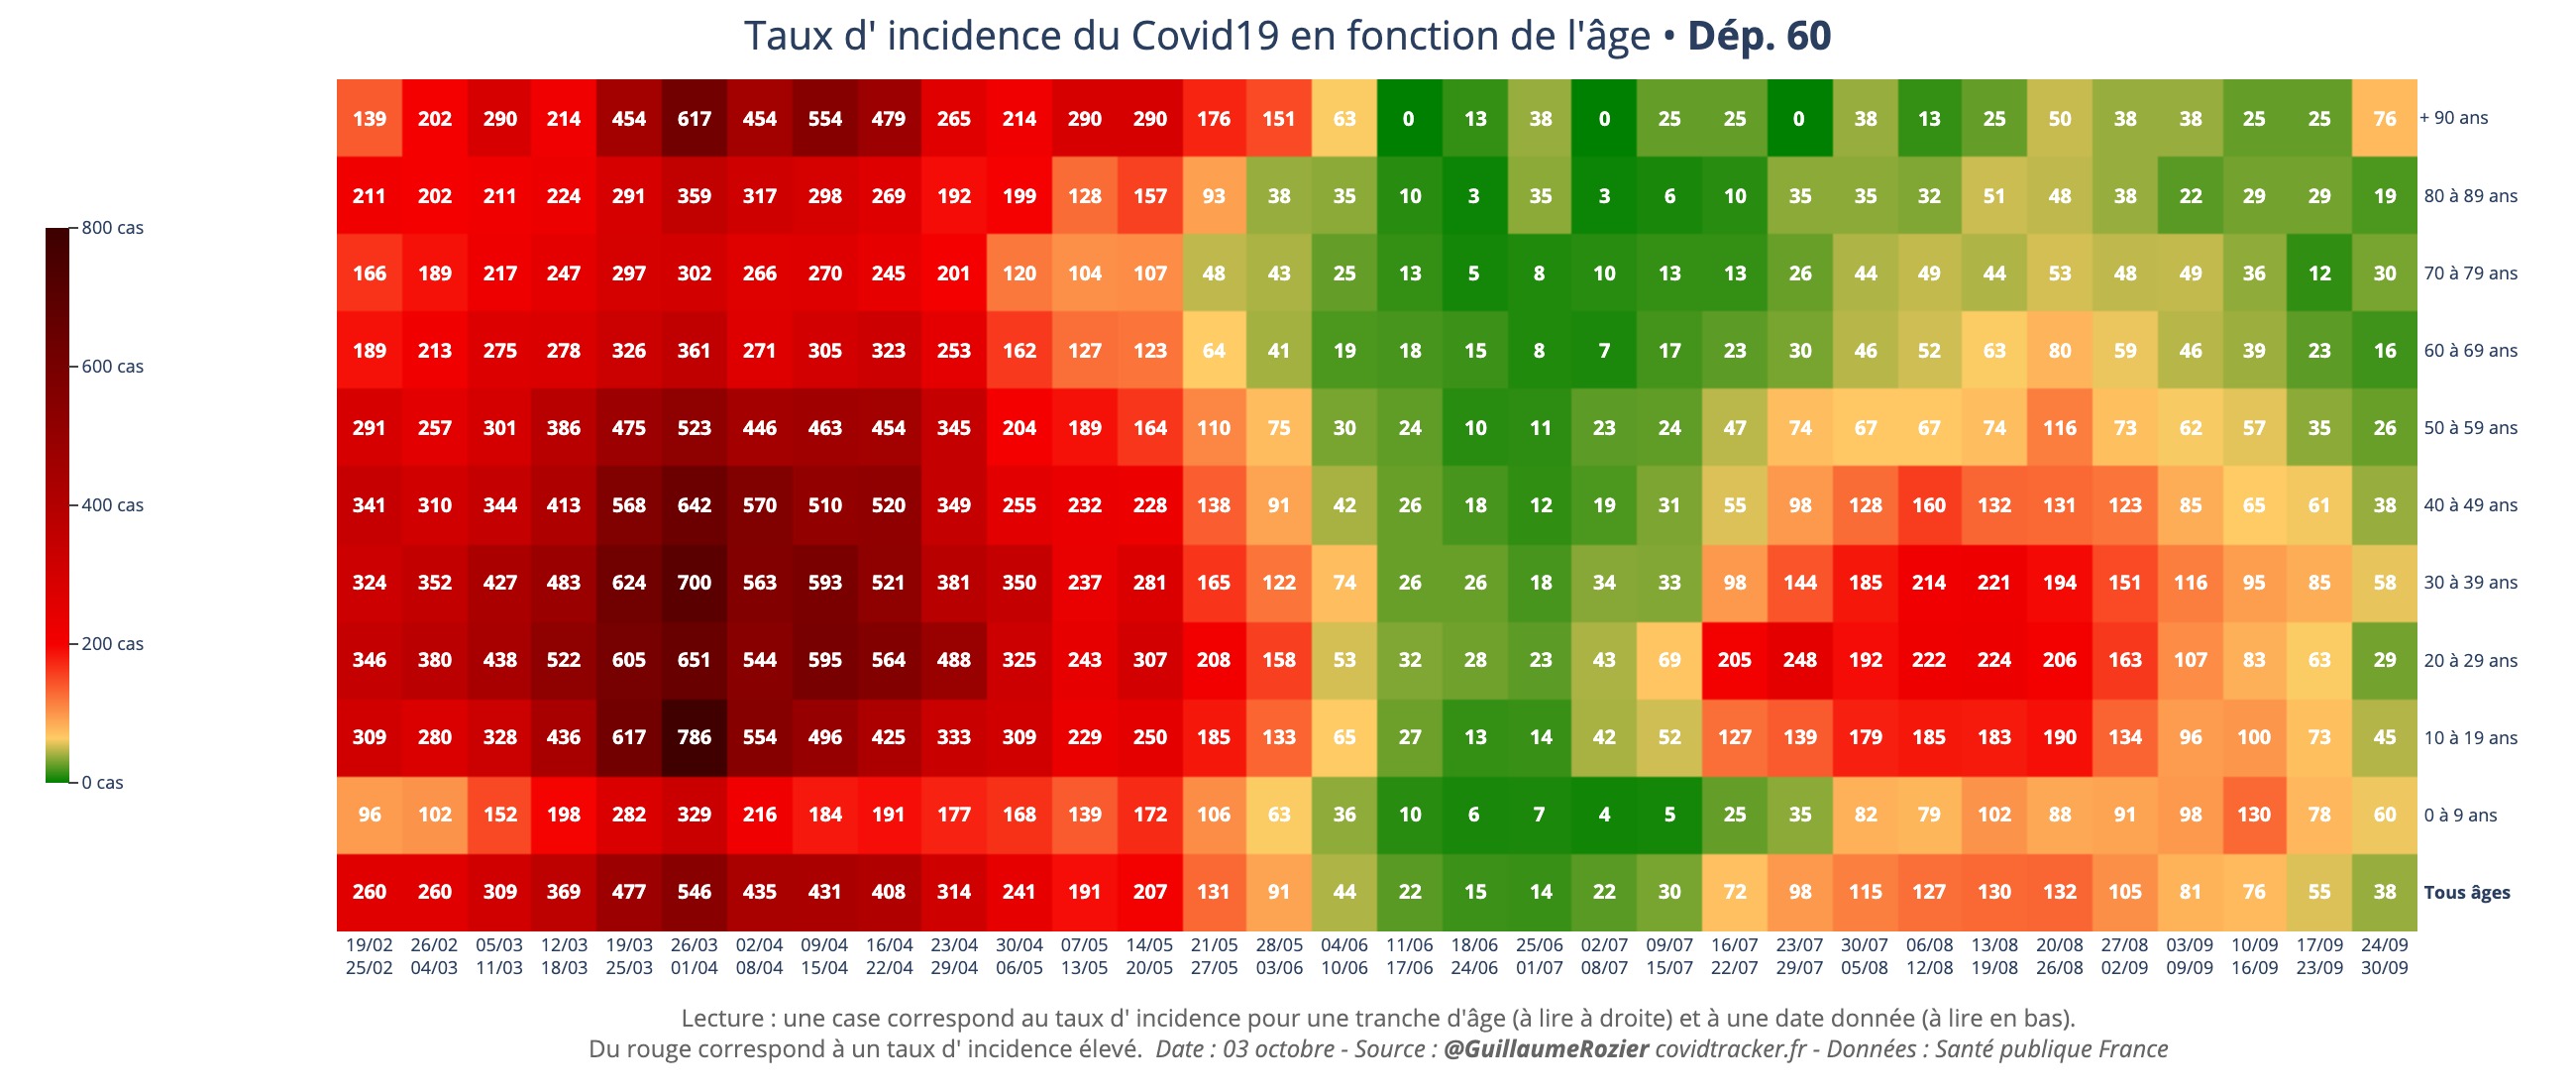 Taux d' incidence du Covid19 en fonction de l'âge • Dép. 60
800 cas
600 cas
400 cas
200 cas
0 cas
139 202 290 214 454 617 454 554 479 265 214 290 290 176 151 63 0 13 38 0 25 25 0 38 13 25 50 38 38 25 25 76 + 90 ans
211 202 211 224 291 359 317 298 269 192 199 128 157 93 38 35 10 3 35 3 6 10 35 35 32 51 48 38 22 29 29 19 80 à 89 ans
166 189 217 247 297 302 266 270 245 201 120 104 107 48 43 25 13 5 8 10 13 13 26 44 49 44 53 48 49 36 12 30 70 à 79 ans
189 213 275 278 326 361 271 305 323 253 162 127 123 64 41 19 18 15 8 7 17 23 30 46 52 63 80 59 46 39 23 16 60 à 69 ans
291 257 301 386 475 523 446 463 454 345 204 189 164 110 75 30 24 10 11 23 24 47 74 67 67 74 116 73 62 57 35 26 50 à 59 ans
341 310 344 413 568 642 570 510 520 349 255 232 228 138 91 42 26 18 12 19 31 55 98 128 160 132 131 123 85 65 61 38 40 à 49 ans
324 352 427 483 624 700 563 593 521 381 350 237 281 165 122 74 26 26 18 34 33 98 144 185 214 221 194 151 116 95 85 58 30 à 39 ans
346 380 438 522 605 651 544 595 564 488 325 243 307 208 158 53 32 28 23 43 69 205 248 192 222 224 206 163 107 83 63 29 20 à 29 ans
309 280 328 436 617 786 554 496 425 333 309 229 250 185 133 65 27 13 14 42 52 127 139 179 185 183 190 134 96 100 73 45 10 à 19 ans
96 102 152 198 282 329 216 184 191 177 168 139 172 106 63 36 10 6 7 4 5 25 35 82 79 102 88 91 98 130 78 60 0 à 9 ans
260 260 309 369 477 546 435 431 408 314 241 191 207 131 91 44 22 15 14 22 30 72 98 115 127 130 132 105 81 76 55 38 Tous âges
19/02 26/02 05/03 12/03 19/03 26/03 02/04 09/04 16/04 23/04 30/04 07/05 14/05 21/05 28/05 04/06 11/06 18/06 25/06 02/07 09/07 16/07 23/07 30/07 06/08 13/08 20/08 27/08 03/09 10/09 17/09 24/09
25/02 04/03 11/03 18/03 25/03 01/04 08/04 15/04 22/04 29/04 06/05 13/05 20/05 27/05 03/06 10/06 17/06 24/06 01/07 08/07 15/07 22/07 29/07 05/08 12/08 19/08 26/08 02/09 09/09 16/09 23/09 30/09
Lecture : une case correspond au taux d' incidence pour une tranche d'âge (à lire à droite) et à une date donnée (à lire en bas).
Du rouge correspond à un taux d' incidence élevé. Date : 03 octobre - Source : @GuillaumeRozier covidtracker.fr - Données : Santé publique France